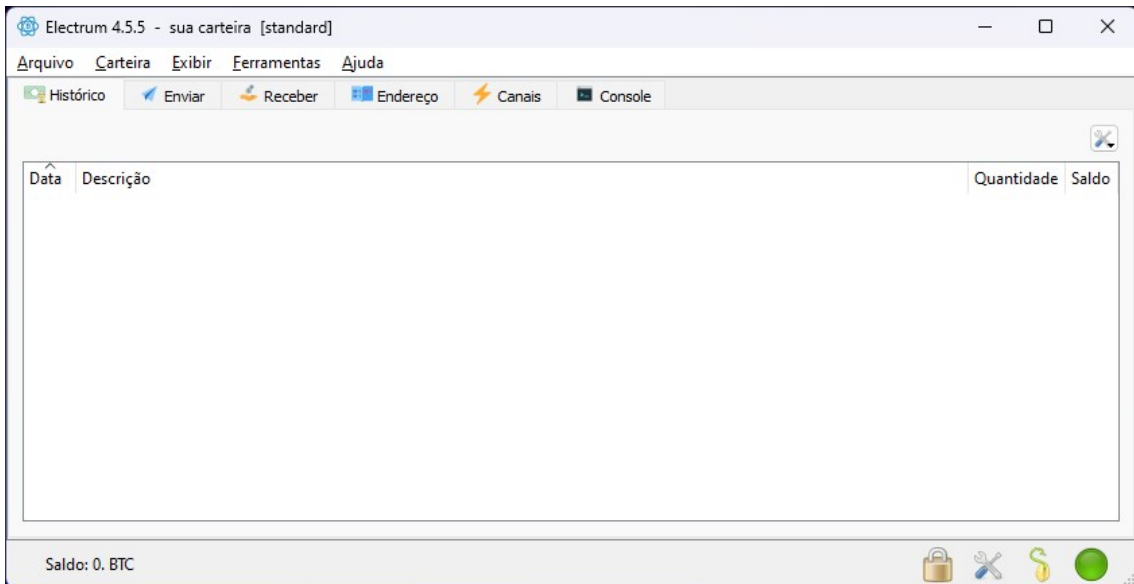 Electrum 4.5.5 - sua carteira [standard]
Arquivo Carteira Exibir Ferramentas Ajuda
Histórico Enviar Receber Endereço Canais Console
Data Descrição Quantidade Saldo
Saldo: 0. BTC